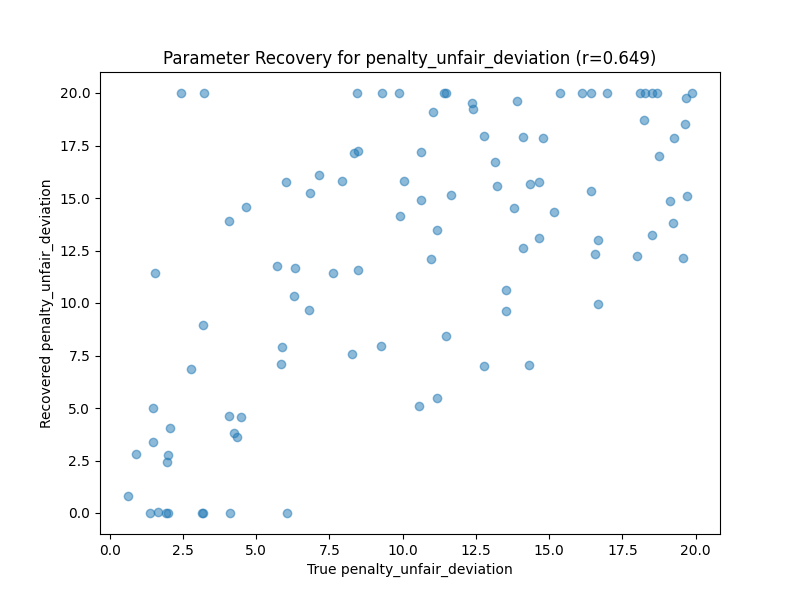 Parameter Recovery for penalty_unfair_deviation (r=0.649)
20.0
17.5
15.0
12.5
10.0
7.5
5.0
2.5
0.0
Recovered penalty_unfair_deviation
0.0 2.5 5.0 7.5 10.0 12.5 15.0 17.5 20.0
True penalty_unfair_deviation